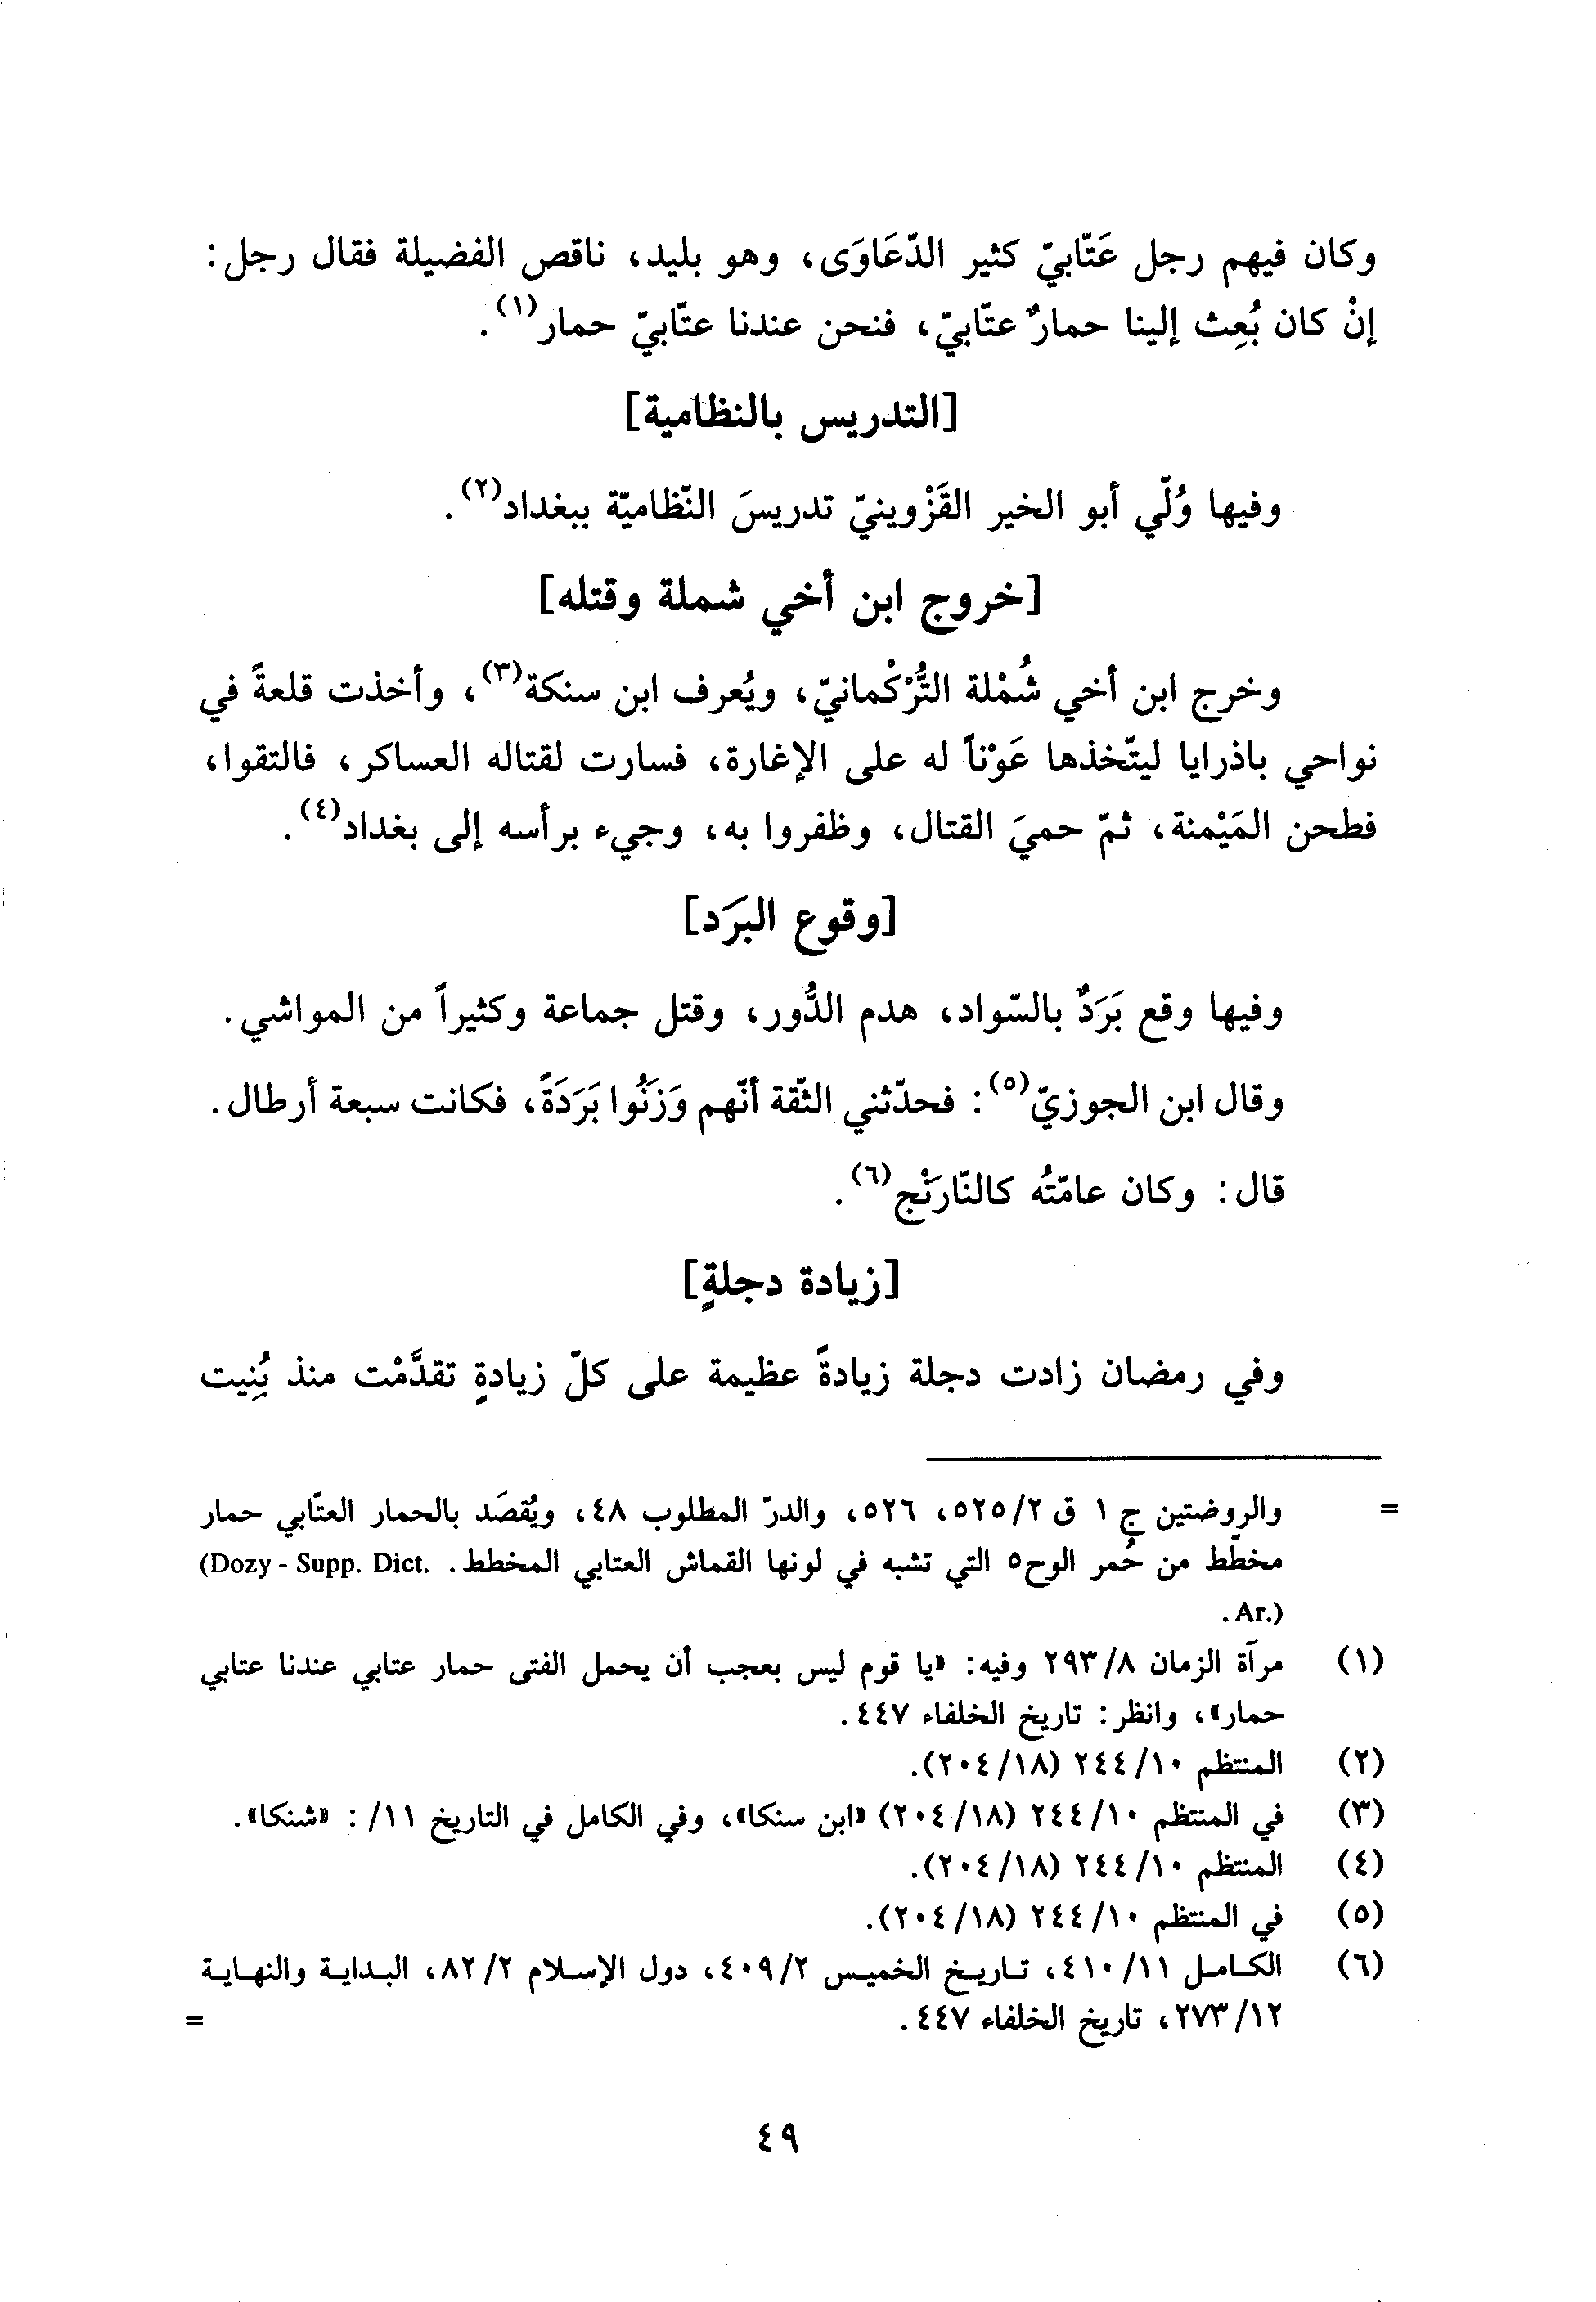 وكان فيهم رجل عَتّابيّ كثير الدّعَاوَى، وهو بليد، ناقص الفضيلة فقال رجل:
إنْ كان بُعِث إلينا حمارٌ عتّابيّ، فنحن عندنا عتّابيّ حمار(١).
[التدريس بالنظامية]
وفيها وُلّي أبو الخير القَزْوينيّ تدريسَ النّظاميّة ببغداد(٢).
[خروج ابن أخي شملة وقتله]
وخرج ابن أخي شُمْلة التُّرْكْمانيّ، ويُعرف ابن سنكة(٣)، وأخذت قلعةً في
نواحي باذرايا ليتّخذها عَوْناً له على الإغارة، فسارت لقتاله العساكر، فالتقوا،
فطحن المَيْمنة، ثمّ حميَ القتال، وظفروا به، وجيء برأسه إلى بغداد(٤).
[وقوع البرَد]
وفيها وقع بَرَدٌ بالسّواد، هدم الدُّور، وقتل جماعة وكثيراً من المواشي.
وقال ابن الجوزيّ(٥): فحدّثني الثّقة أنّهم وَزَنُوا بَرَدَةً، فكانت سبعة أرطال.
قال: وكان عامّتُه كالنّارَنْج(٦).
[زيادة دجلةٍ]
وفي رمضان زادت دجلة زيادةً عظيمة على كلّ زيادةٍ تقدَّمْت منذ بُنِيت
= والروضتين ج ١ ق ٥٢٥/٢، ٥٢٦، والدرّ المطلوب ٤٨، ويُقصَد بالحمار العتّابي حمار
مخطّط من حُمر الوح٥ التي تشبه في لونها القماش العتابي المخطط. (Dozy - Supp. Dict.
Ar.).
(١) مرآة الزمان ٢٩٣/٨ وفيه: «يا قوم ليس بعجب أن يحمل الفتى حمار عتابي عندنا عتابي
حمار»، وانظر: تاريخ الخلفاء ٤٤٧.
(٢) المنتظم ٢٤٤/١٠ (٢٠٤/١٨).
(٣) في المنتظم ٢٤٤/١٠ (٢٠٤/١٨) «ابن سنكا»، وفي الكامل في التاريخ ١١/: «شنكا».
(٤) المنتظم ٢٤٤/١٠ (٢٠٤/١٨).
(٥) في المنتظم ٢٤٤/١٠ (٢٠٤/١٨).
(٦) الكـامـل ٤١٠/١١، تـاريـخ الخميـس ٤٠٩/٢، دول الإسـلام ٨٢/٢، البـدايـة والنهـايـة
٢٧٣/١٢، تاريخ الخلفاء ٤٤٧. =
٤٩